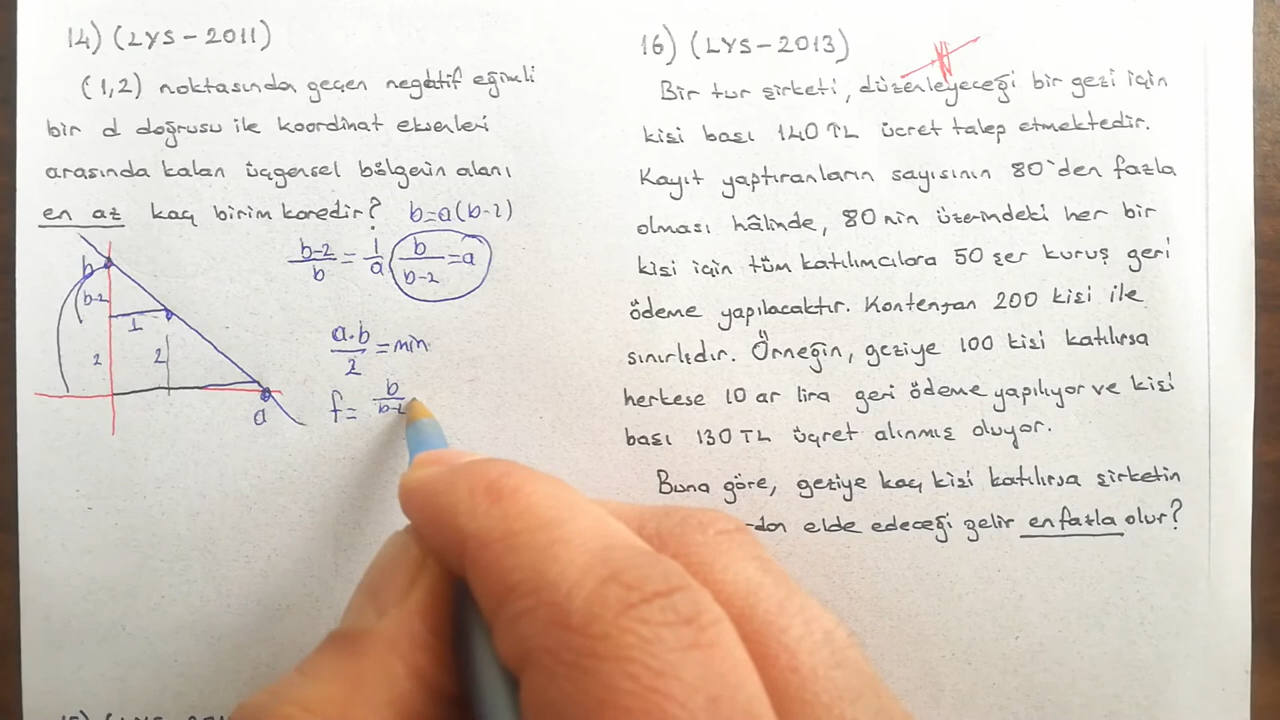 14) (LYS - 2011)
(1,2) noktasında geçen negatif eğimli
bir d doğrusu ile koordinat eksenleri
arasında kalan üçgensel bölgenin alanı
en az kaç birim karedir? b=a(b-2)
b-2/b = 1/a b/b-2 = a
b
b-2
1
2
2
a
a.b/2 = min
f = b/b-2
16) (LYS - 2013)
Bir tur şirketi, düzenleyeceği bir gezi için
kişi başı 140 TL ücret talep etmektedir.
Kayıt yaptıranların sayısının 80'den fazla
olması hâlinde, 80 nin üzerindeki her bir
kişi için tüm katılımcılara 50 şer kuruş geri
ödeme yapılacaktır. Kontenjan 200 kişi ile
sınırlıdır. Örneğin, geziye 100 kişi katılırsa
herkese 10 ar lira geri ödeme yapılıyor ve kişi
başı 130 TL ücret alınmış oluyor.
Buna göre, geziye kaç kişi katılırsa şirketin
elde edeceği gelir en fazla olur?